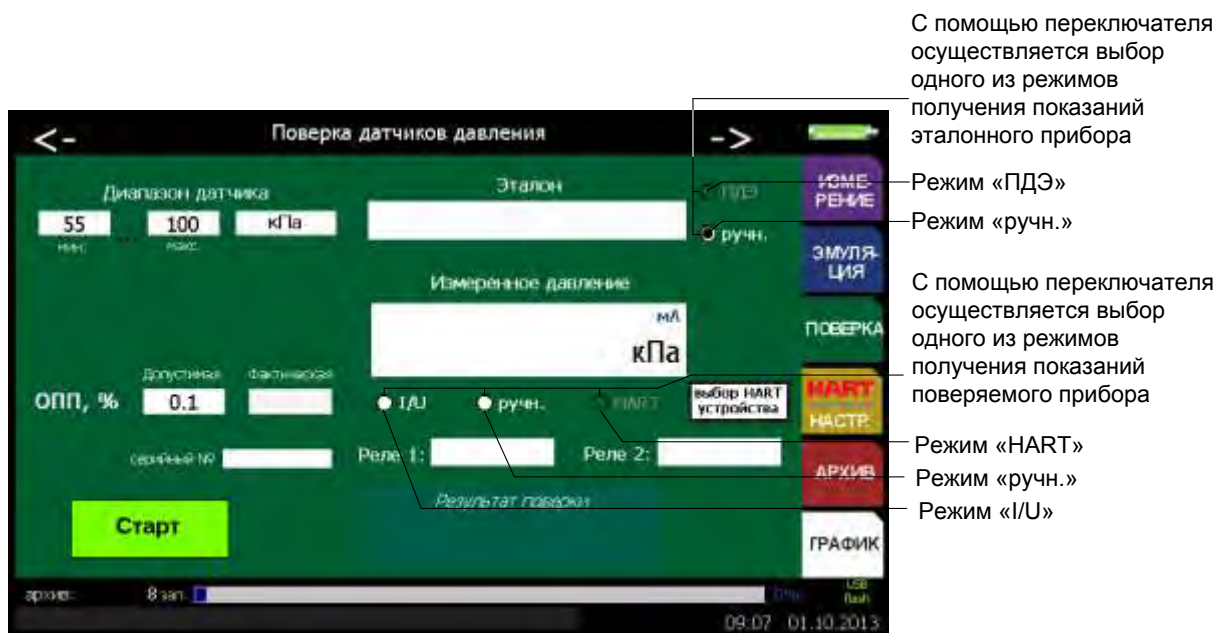 С помощью переключателя
осуществляется выбор
одного из режимов
получения показаний
эталонного прибора
<- Поверка датчиков давления ->
Диапазон датчика
Эталон
ПДЭ
ИЗМЕ-
РЕНИЕ
Режим «ПДЭ»
55 ... 100 кПа
мин. макс.
ручн.
Режим «ручн.»
ЭМУЛЯ-
ЦИЯ
Измеренное давление
С помощью переключателя
осуществляется выбор
одного из режимов
получения показаний
поверяемого прибора
мА
кПа
ПОВЕРКА
Допустимая Фактическая
ОПП, % 0.1
I/U ручн. HART
выбор HART
устройства
HART
НАСТР.
Режим «HART»
серийный №
Реле 1: Реле 2:
АРХИВ
Режим «ручн.»
Результат поверки
Режим «I/U»
Старт
ГРАФИК
архив: 8 зап.
USB
flash
09:07 01.10.2013